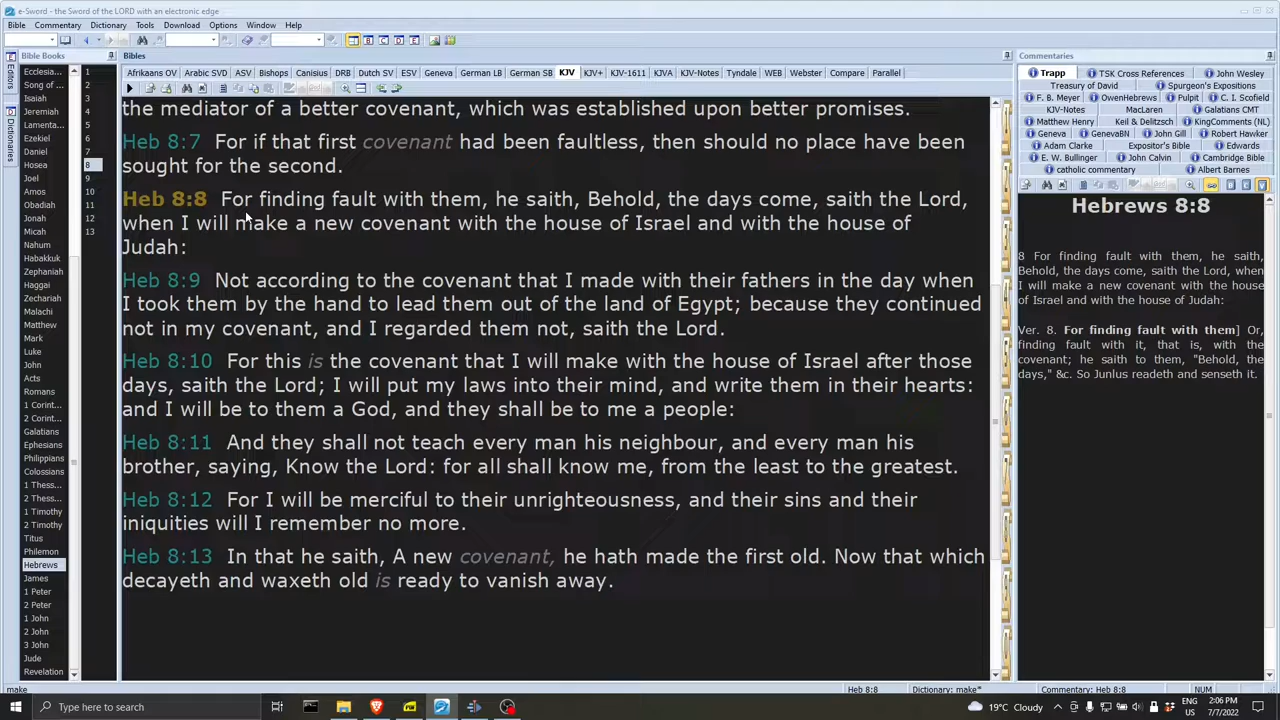 e-Sword - the Sword of the LORD with an electronic edge
Bible Commentary Dictionary Tools Download Options Window Help
Bible Books
Ecclesia...
Song of ...
Isaiah
Jeremiah
Lamenta...
Ezekiel
Daniel
Hosea
Joel
Amos
Obadiah
Jonah
Micah
Nahum
Habakkuk
Zephaniah
Haggai
Zechariah
Malachi
Matthew
Mark
Luke
John
Acts
Romans
1 Corint...
2 Corint...
Galatians
Ephesians
Philippians
Colossians
1 Thess...
2 Thess...
1 Timothy
2 Timothy
Titus
Philemon
Hebrews
James
1 Peter
2 Peter
1 John
2 John
3 John
Jude
Revelation
1
2
3
4
5
6
7
8
9
10
11
12
13
Editors
Dictionaries
Bibles
Afrikaans OV Arabic SVD ASV Bishops Canisius DRB Dutch SV ESV Geneva German LB German SB KJV KJV+ KJV-1611 KJVA KJV-Notes Tyndale WEB Webster Compare Parallel
B C D E
the mediator of a better covenant, which was established upon better promises.
Heb 8:7 For if that first covenant had been faultless, then should no place have been
sought for the second.
Heb 8:8 For finding fault with them, he saith, Behold, the days come, saith the Lord,
when I will make a new covenant with the house of Israel and with the house of
Judah:
Heb 8:9 Not according to the covenant that I made with their fathers in the day when
I took them by the hand to lead them out of the land of Egypt; because they continued
not in my covenant, and I regarded them not, saith the Lord.
Heb 8:10 For this is the covenant that I will make with the house of Israel after those
days, saith the Lord; I will put my laws into their mind, and write them in their hearts:
and I will be to them a God, and they shall be to me a people:
Heb 8:11 And they shall not teach every man his neighbour, and every man his
brother, saying, Know the Lord: for all shall know me, from the least to the greatest.
Heb 8:12 For I will be merciful to their unrighteousness, and their sins and their
iniquities will I remember no more.
Heb 8:13 In that he saith, A new covenant, he hath made the first old. Now that which
decayeth and waxeth old is ready to vanish away.
Commentaries
Trapp TSK Cross References John Wesley
Treasury of David Spurgeon's Expositions
F. B. Meyer OwenHebrews Pulpit C. I. Scofield
KJV-Notes MacLaren Galatians CMT
Matthew Henry Keil & Delitzsch KingComments (NL)
Geneva GenevaBN John Gill Robert Hawker
Adam Clarke Expositor's Bible Edwards
E. W. Bullinger John Calvin Cambridge Bible
catholic commentary Albert Barnes
Hebrews 8:8
8 For finding fault with them, he saith,
Behold, the days come, saith the Lord, when
I will make a new covenant with the house
of Israel and with the house of Judah:
Ver. 8. For finding fault with them] Or,
finding fault with it, that is, with the
covenant; he saith to them, "Behold, the
days," &c. So Junlus readeth and senseth it.
make
Heb 8:8 Dictionary: make* Commentary: Heb 8:8 NUM
Type here to search
19°C Cloudy
ENG
US
2:06 PM
7/7/2022